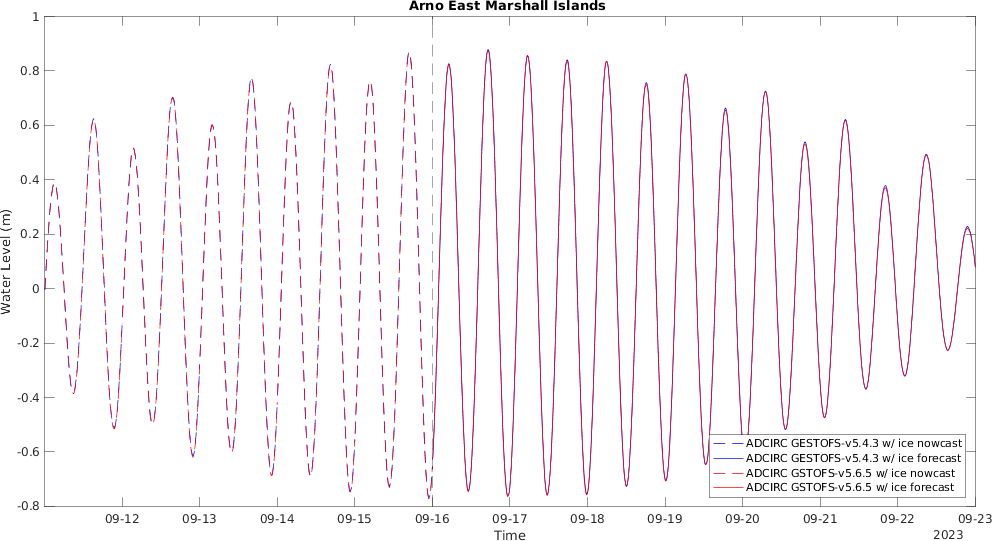 Arno East Marshall Islands
Water Level (m)
1
0.8
0.6
0.4
0.2
0
-0.2
-0.4
-0.6
-0.8
ADCIRC GESTOFS-v5.4.3 w/ ice nowcast
ADCIRC GESTOFS-v5.4.3 w/ ice forecast
ADCIRC GSTOFS-v5.6.5 w/ ice nowcast
ADCIRC GSTOFS-v5.6.5 w/ ice forecast
09-12 09-13 09-14 09-15 09-16 09-17 09-18 09-19 09-20 09-21 09-22 09-23
Time
2023